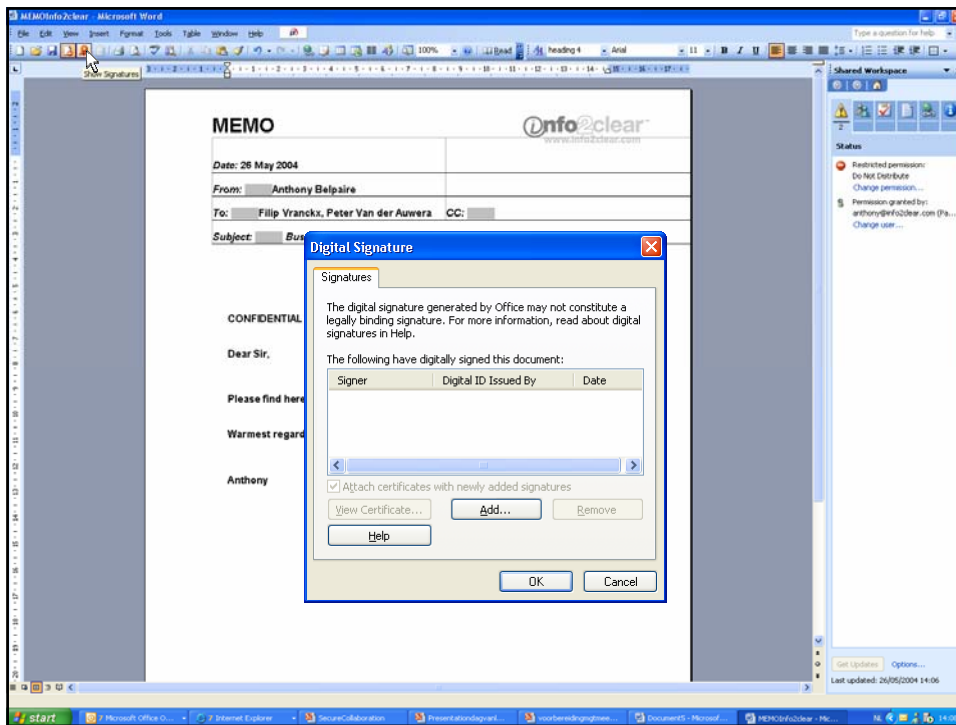 MEMOInfo2clear - Microsoft Word
File Edit View Insert Format Tools Table Window Help
Type a question for help
100% Read heading 4 Arial 11 B I U
Show Signatures
Shared Workspace
2
Status
Restricted permission:
Do Not Distribute
Change permission...
Permission granted by:
anthony@info2clear.com (Pa...
Change user...
MEMO
info2clear
www.info2clear.com
Date: 26 May 2004
From: Anthony Belpaire
To: Filip Vranckx, Peter Van der Auwera CC:
Subject: Bus
CONFIDENTIAL
Dear Sir,
Please find here
Warmest regard
Anthony
Digital Signature
Signatures
The digital signature generated by Office may not constitute a
legally binding signature. For more information, read about digital
signatures in Help.
The following have digitally signed this document:
Signer Digital ID Issued By Date
Attach certificates with newly added signatures
View Certificate... Add... Remove
Help
OK Cancel
Get Updates Options...
Last updated: 26/05/2004 14:06
start 7 Microsoft Office O... 7 Internet Explorer SecureCollaboration Presentationdagvanl... voorbereidingmgtmee... Document5 - Microsof... MEMOInfo2clear - Mic... NL